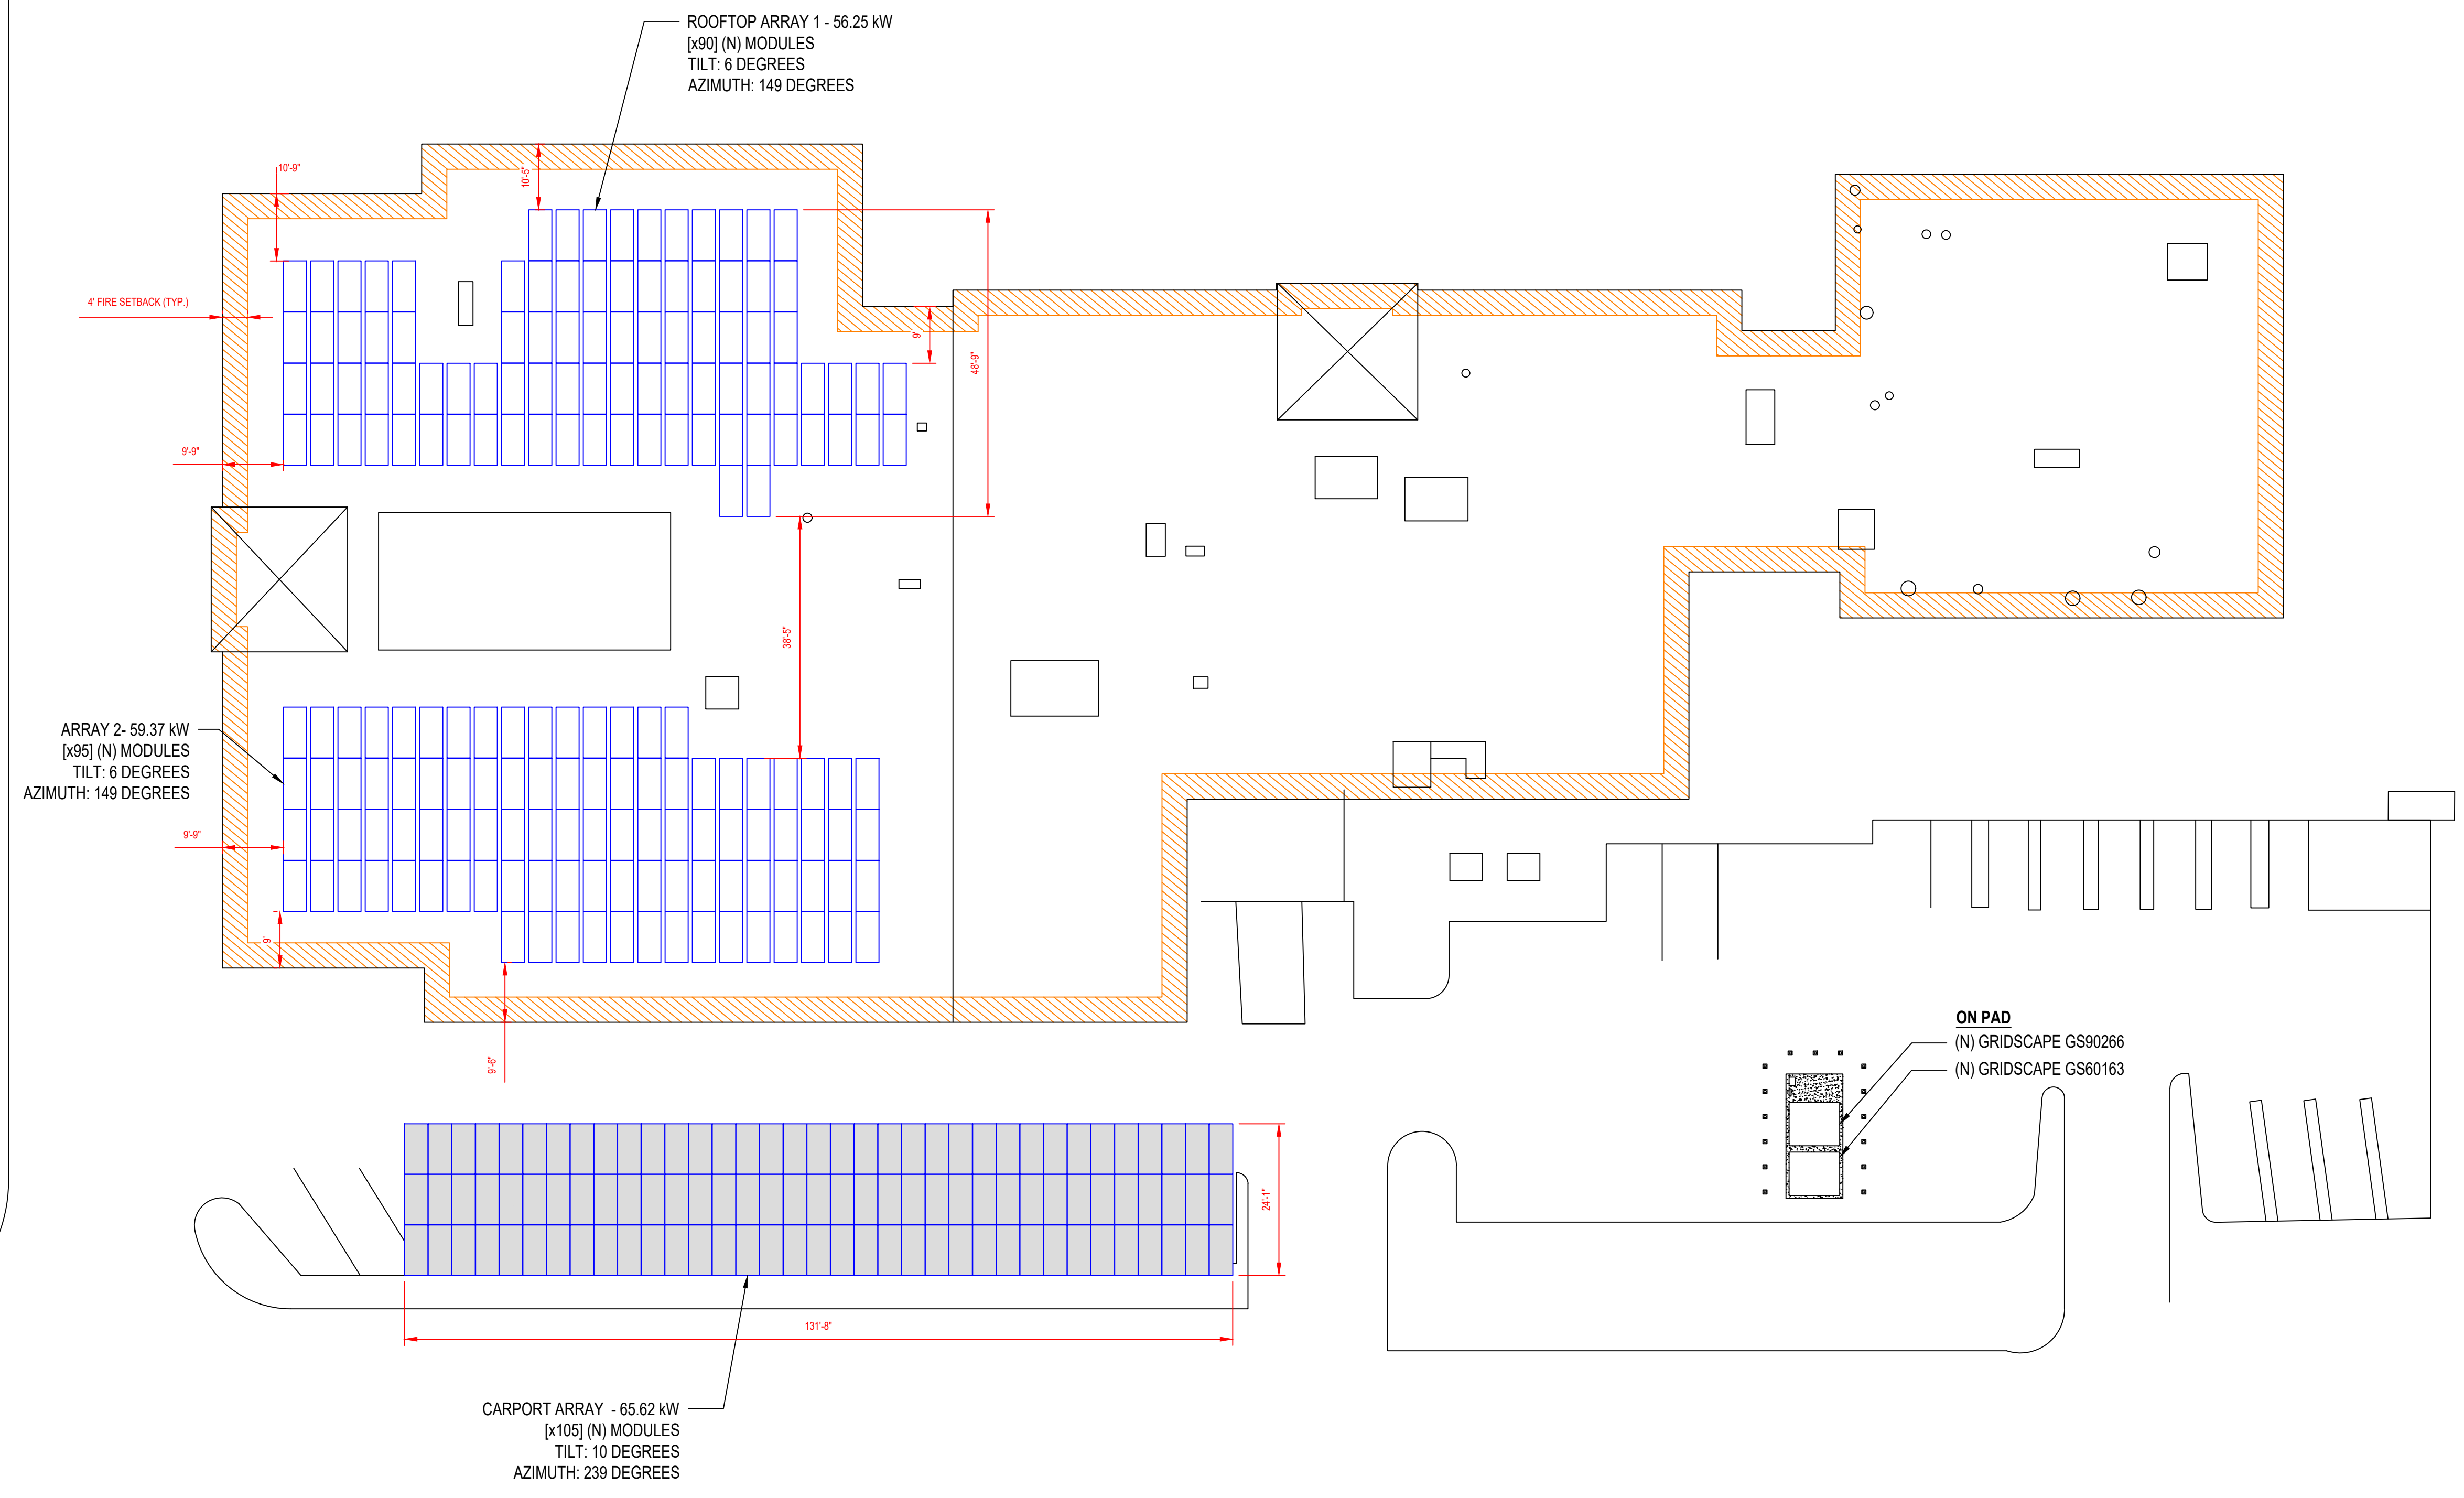 ROOFTOP ARRAY 1 - 56.25 kW
[x90] (N) MODULES
TILT: 6 DEGREES
AZIMUTH: 149 DEGREES
10'-9"
10'-5"
4' FIRE SETBACK (TYP.)
9'
48'-9"
9'-9"
38'-5"
ARRAY 2- 59.37 kW
[x95] (N) MODULES
TILT: 6 DEGREES
AZIMUTH: 149 DEGREES
9'-9"
9'
9'-6"
ON PAD
(N) GRIDSCAPE GS90266
(N) GRIDSCAPE GS60163
24'-1"
131'-8"
CARPORT ARRAY - 65.62 kW
[x105] (N) MODULES
TILT: 10 DEGREES
AZIMUTH: 239 DEGREES